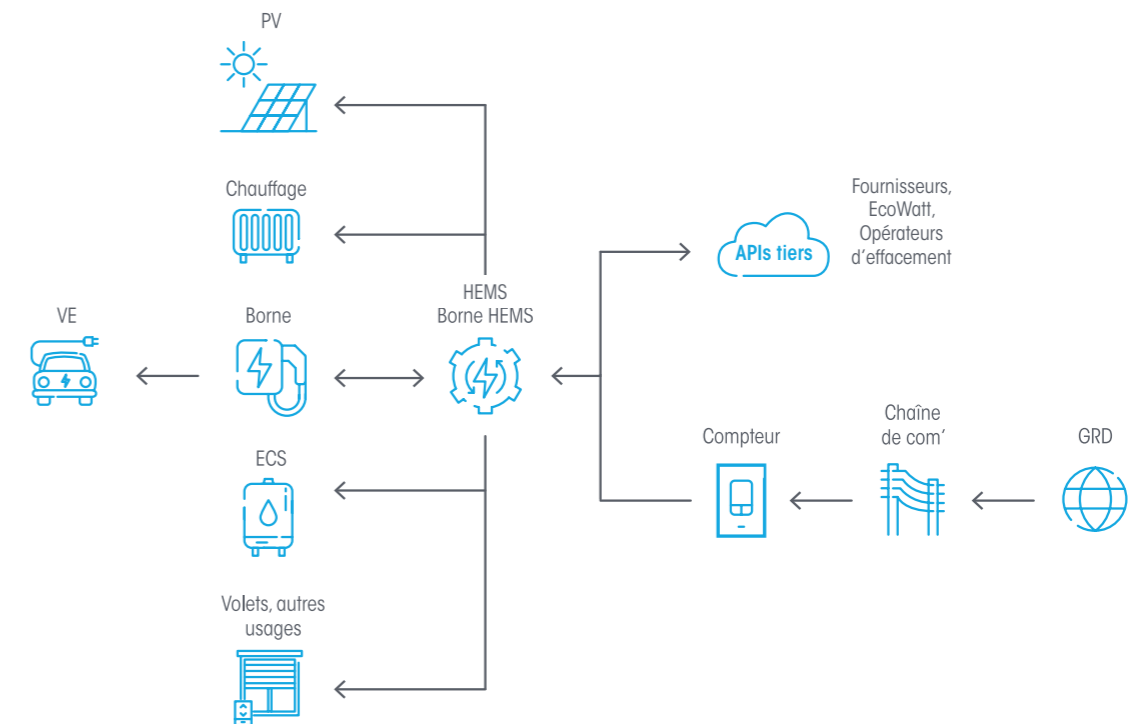 PV
Chauffage
Fournisseurs,
EcoWatt,
Opérateurs
d'effacement
APIs tiers
HEMS
Borne HEMS
VE
Borne
Compteur
Chaîne
de com'
GRD
ECS
Volets, autres
usages